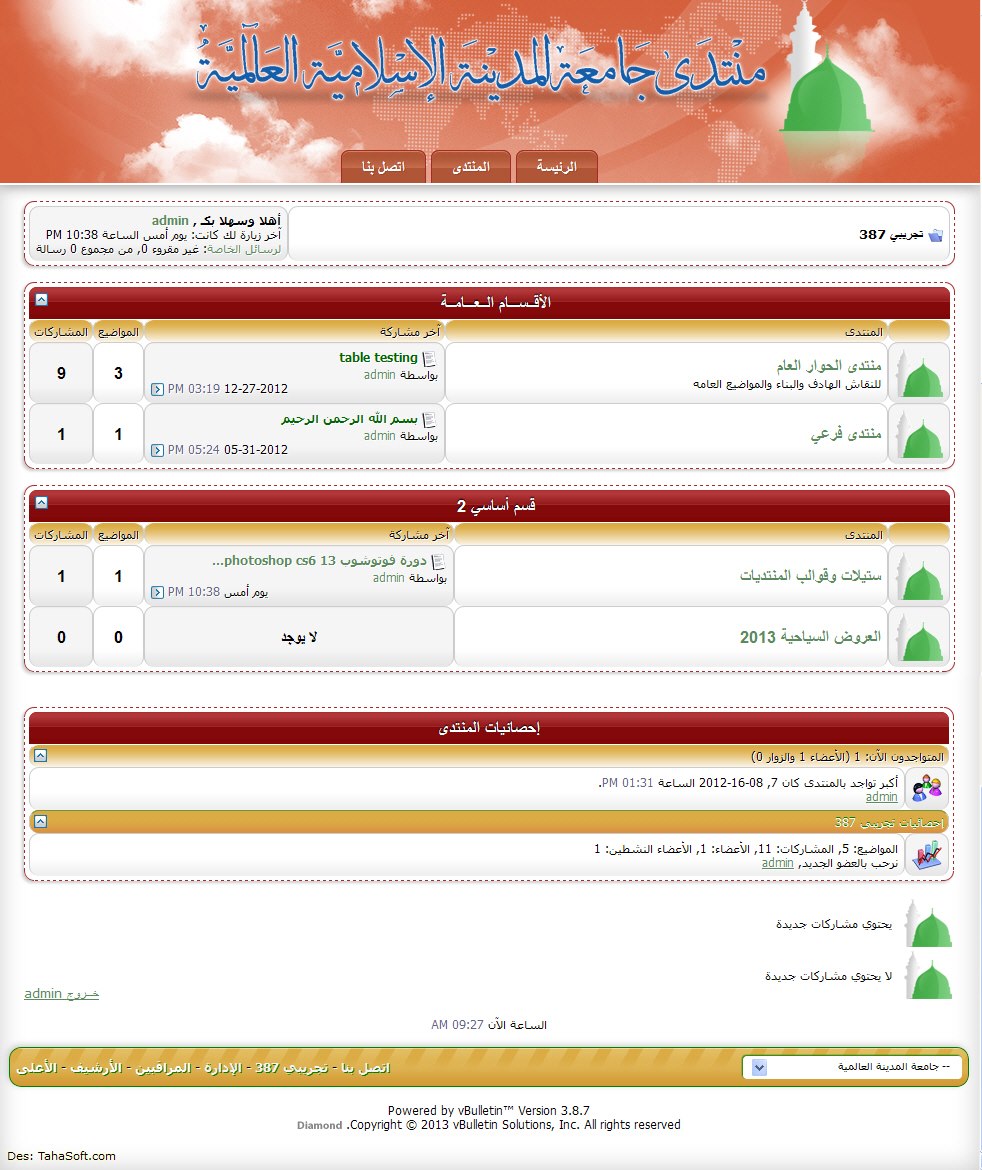 منتدى جامعة المدينة الإسلامية العالمية
الرئيسة
المنتدى
اتصل بنا
تجريبي 387
أهلا وسهلا بكـ , admin
آخر زيارة لك كانت: يوم أمس الساعة 10:38 PM
لرسائل الخاصة: غير مقروء 0, من مجموع 0 رسالة
الأقـســـام الــعــامــة
المنتدى آخر مشاركة المواضيع المشاركات
منتدى الحوار العام
للنقاش الهادف والبناء والمواضيع العامه
table testing
بواسطة admin
12-27-2012 03:19 PM
3
9
منتدى فرعي
بسم الله الرحمن الرحيم
بواسطة admin
05-31-2012 05:24 PM
1
1
قسم أساسي 2
المنتدى آخر مشاركة المواضيع المشاركات
ستيلات وقوالب المنتديات
دورة فوتوشوب 13 photoshop cs6...
بواسطة admin
يوم أمس 10:38 PM
1
1
العروض السياحية 2013
لا يوجد
0
0
إحصائيات المنتدى
المتواجدون الآن: 1 (الأعضاء 1 والزوار 0)
أكبر تواجد بالمنتدى كان 7, 08-16-2012 الساعة 01:31 PM.
admin
إحصائيات تجريبي 387
المواضيع: 5, المشاركات: 11, الأعضاء: 1, الأعضاء النشطين: 1
نرحب بالعضو الجديد, admin
يحتوي مشاركات جديدة
لا يحتوي مشاركات جديدة
خـروج admin
الساعة الآن 09:27 AM
-- جامعة المدينة العالمية
اتصل بنا - تجريبي 387 - الإدارة - المراقبين - الأرشيف - الأعلى
Powered by vBulletin™ Version 3.8.7
Copyright © 2013 vBulletin Solutions, Inc. All rights reserved. Diamond
Des: TahaSoft.com